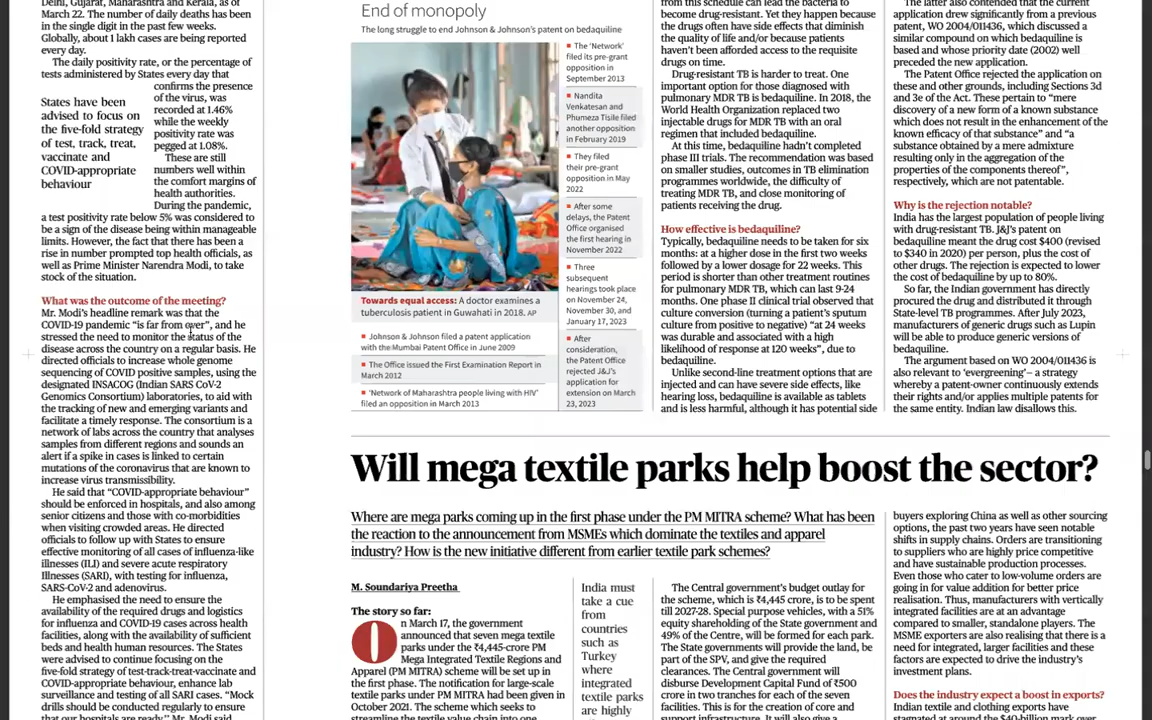 Delhi, Gujarat, Maharashtra and Kerala, as of
March 22. The number of daily deaths has been
in the single digit in the past few weeks.
Globally, about 1 lakh cases are being reported
every day.
The daily positivity rate, or the percentage of
tests administered by States every day that
confirms the presence
of the virus, was
recorded at 1.46%
while the weekly
positivity rate was
pegged at 1.08%.
These are still
numbers well within
the comfort margins of
health authorities.
During the pandemic,
States have been
advised to focus on
the five-fold strategy
of test, track, treat,
vaccinate and
COVID-appropriate
behaviour
a test positivity rate below 5% was considered to
be a sign of the disease being within manageable
limits. However, the fact that there has been a
rise in number prompted top health officials, as
well as Prime Minister Narendra Modi, to take
stock of the situation.
What was the outcome of the meeting?
Mr. Modi's headline remark was that the
COVID-19 pandemic “is far from over”, and he
stressed the need to monitor the status of the
disease across the country on a regular basis. He
directed officials to increase whole genome
sequencing of COVID positive samples, using the
designated INSACOG (Indian SARS CoV-2
Genomics Consortium) laboratories, to aid with
the tracking of new and emerging variants and
facilitate a timely response. The consortium is a
network of labs across the country that analyses
samples from different regions and sounds an
alert if a spike in cases is linked to certain
mutations of the coronavirus that are known to
increase virus transmissibility.
He said that “COVID-appropriate behaviour”
should be enforced in hospitals, and also among
senior citizens and those with co-morbidities
when visiting crowded areas. He directed
officials to follow up with States to ensure
effective monitoring of all cases of influenza-like
illnesses (ILI) and severe acute respiratory
Illnesses (SARI), with testing for influenza,
SARS-CoV-2 and adenovirus.
He emphasised the need to ensure the
availability of the required drugs and logistics
for influenza and COVID-19 cases across health
facilities, along with the availability of sufficient
beds and health human resources. The States
were advised to continue focusing on the
five-fold strategy of test-track-treat-vaccinate and
COVID-appropriate behaviour, enhance lab
surveillance and testing of all SARI cases. “Mock
drills should be conducted regularly to ensure
that our hospitals are ready,” Mr. Modi said
End of monopoly
The long struggle to end Johnson & Johnson's patent on bedaquiline
Towards equal access: A doctor examines a
tuberculosis patient in Guwahati in 2018. AP
Johnson & Johnson filed a patent application
with the Mumbai Patent Office in June 2009
The Office issued the First Examination Report in
March 2012
‘Network of Maharashtra people living with HIV’
filed an opposition in March 2013
The ‘Network’
filed its pre-grant
opposition in
September 2013
Nandita
Venkatesan and
Phumeza Tisile filed
another opposition
in February 2019
They filed
their pre-grant
opposition in May
2022
After some
delays, the Patent
Office organised
the first hearing in
November 2022
Three
subsequent
hearings took place
on November 24,
November 30, and
January 17, 2023
After
consideration,
the Patent Office
rejected J&J's
application for
extension on March
23, 2023
from this schedule can lead the bacteria to
become drug-resistant. Yet they happen because
the drugs often have side effects that diminish
the quality of life and/or because patients
haven't been afforded access to the requisite
drugs on time.
Drug-resistant TB is harder to treat. One
important option for those diagnosed with
pulmonary MDR TB is bedaquiline. In 2018, the
World Health Organization replaced two
injectable drugs for MDR TB with an oral
regimen that included bedaquiline.
At this time, bedaquiline hadn't completed
phase III trials. The recommendation was based
on smaller studies, outcomes in TB elimination
programmes worldwide, the difficulty of
treating MDR TB, and close monitoring of
patients receiving the drug.
How effective is bedaquiline?
Typically, bedaquiline needs to be taken for six
months: at a higher dose in the first two weeks
followed by a lower dosage for 22 weeks. This
period is shorter than other treatment routines
for pulmonary MDR TB, which can last 9-24
months. One phase II clinical trial observed that
culture conversion (turning a patient's sputum
culture from positive to negative) “at 24 weeks
was durable and associated with a high
likelihood of response at 120 weeks”, due to
bedaquiline.
Unlike second-line treatment options that are
injected and can have severe side effects, like
hearing loss, bedaquiline is available as tablets
and is less harmful, although it has potential side
The latter also contended that the current
application drew significantly from a previous
patent, WO 2004/011436, which discussed a
similar compound on which bedaquiline is
based and whose priority date (2002) well
preceded the new application.
The Patent Office rejected the application on
these and other grounds, including Sections 3d
and 3e of the Act. These pertain to “mere
discovery of a new form of a known substance
which does not result in the enhancement of the
known efficacy of that substance” and “a
substance obtained by a mere admixture
resulting only in the aggregation of the
properties of the components thereof”,
respectively, which are not patentable.
Why is the rejection notable?
India has the largest population of people living
with drug-resistant TB. J&J's patent on
bedaquiline meant the drug cost $400 (revised
to $340 in 2020) per person, plus the cost of
other drugs. The rejection is expected to lower
the cost of bedaquiline by up to 80%.
So far, the Indian government has directly
procured the drug and distributed it through
State-level TB programmes. After July 2023,
manufacturers of generic drugs such as Lupin
will be able to produce generic versions of
bedaquiline.
The argument based on WO 2004/011436 is
also relevant to ‘evergreening’ – a strategy
whereby a patent-owner continuously extends
their rights and/or applies multiple patents for
the same entity. Indian law disallows this.
Will mega textile parks help boost the sector?
Where are mega parks coming up in the first phase under the PM MITRA scheme? What has been
the reaction to the announcement from MSMEs which dominate the textiles and apparel
industry? How is the new initiative different from earlier textile park schemes?
M. Soundariya Preetha
The story so far:
On March 17, the government
announced that seven mega textile
parks under the ₹4,445-crore PM
Mega Integrated Textile Regions and
Apparel (PM MITRA) scheme will be set up in
the first phase. The notification for large-scale
textile parks under PM MITRA had been given in
October 2021. The scheme which seeks to
streamline the textile value chain into one
India must
take a cue
from
countries
such as
Turkey
where
integrated
textile parks
are highly
The Central government's budget outlay for
the scheme, which is ₹4,445 crore, is to be spent
till 2027-28. Special purpose vehicles, with a 51%
equity shareholding of the State government and
49% of the Centre, will be formed for each park.
The State governments will provide the land, be
part of the SPV, and give the required
clearances. The Central government will
disburse Development Capital Fund of ₹500
crore in two tranches for each of the seven
facilities. This is for the creation of core and
support infrastructure. It will also give a
buyers exploring China as well as other sourcing
options, the past two years have seen notable
shifts in supply chains. Orders are transitioning
to suppliers who are highly price competitive
and have sustainable production processes.
Even those who cater to low-volume orders are
going in for value addition for better price
realisation. Thus, manufacturers with vertically
integrated facilities are at an advantage
compared to smaller, standalone players. The
MSME exporters are also realising that there is a
need for integrated, larger facilities and these
factors are expected to drive the industry's
investment plans.
Does the industry expect a boost in exports?
Indian textile and clothing exports have
stagnated at around the $40-billion mark over